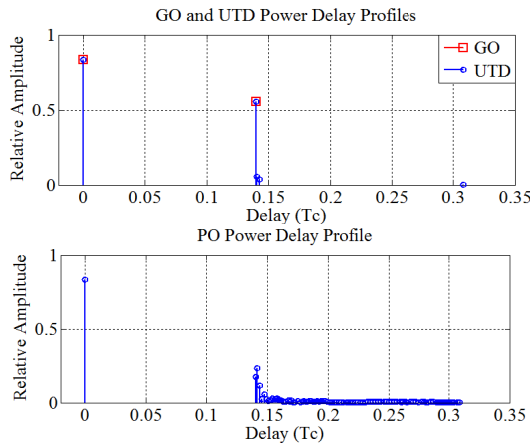 GO and UTD Power Delay Profiles
1
0.5
0
Relative Amplitude
GO
UTD
0 0.05 0.1 0.15 0.2 0.25 0.3 0.35
Delay (Tc)
PO Power Delay Profile
1
0.5
0
Relative Amplitude
0 0.05 0.1 0.15 0.2 0.25 0.3 0.35
Delay (Tc)